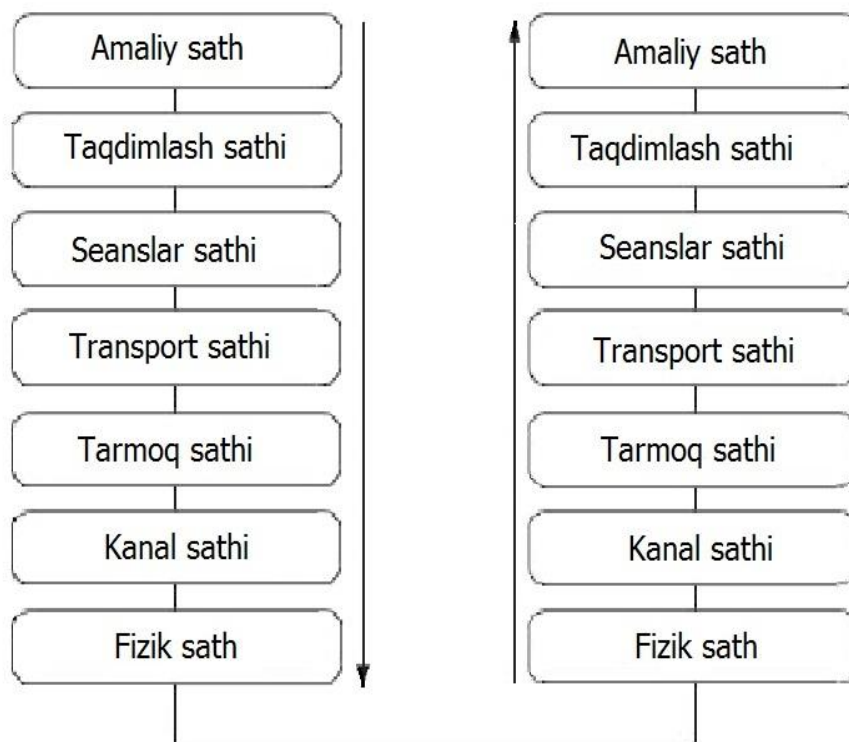 Amaliy sath
Taqdimlash sathi
Seanslar sathi
Transport sathi
Tarmoq sathi
Kanal sathi
Fizik sath
Amaliy sath
Taqdimlash sathi
Seanslar sathi
Transport sathi
Tarmoq sathi
Kanal sathi
Fizik sath